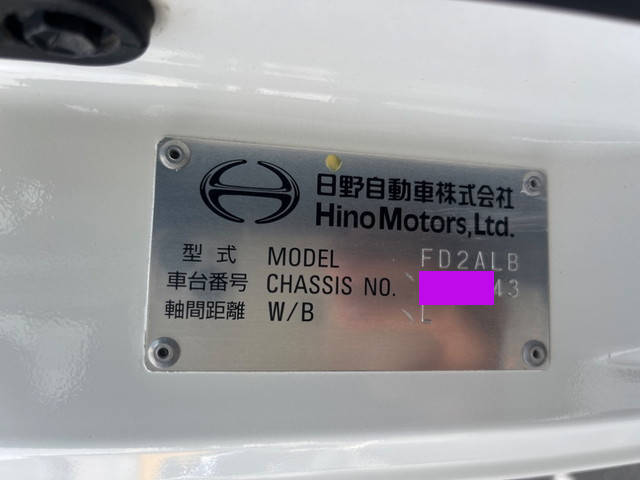 日野自動車株式会社
Hino Motors, Ltd.
型式 MODEL FD2ALB
車台番号 CHASSIS NO. 43
軸間距離 W/B L